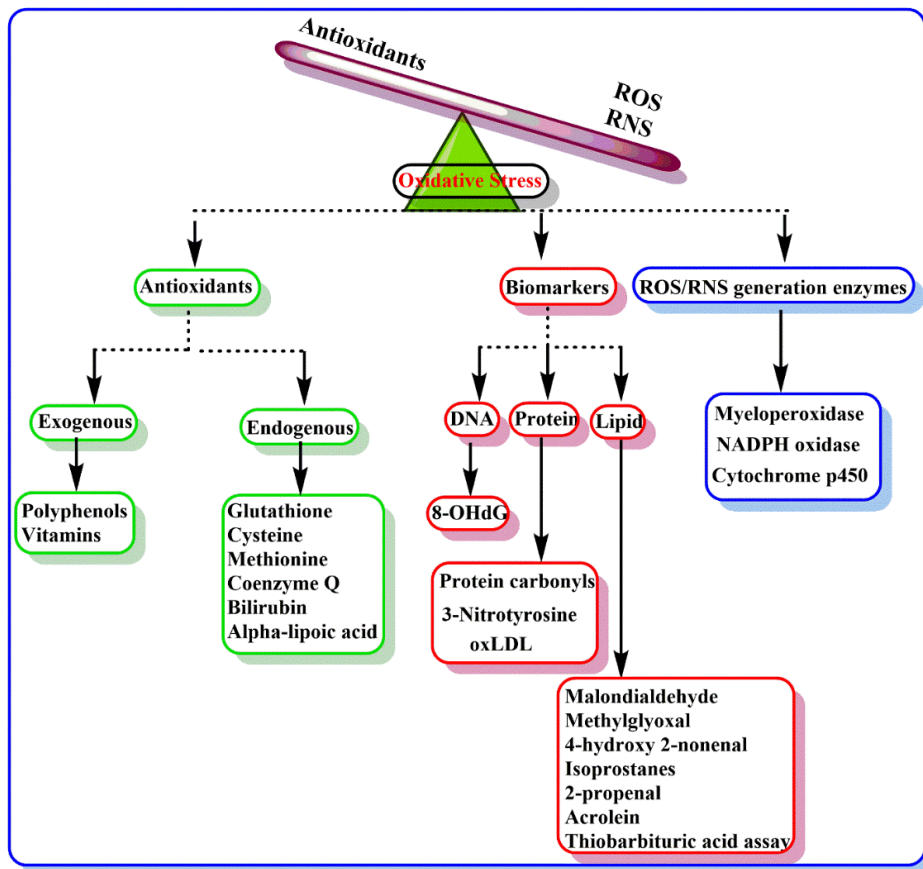 Antioxidants
ROS
RNS
Oxidative Stress
Antioxidants
Biomarkers
ROS/RNS generation enzymes
Exogenous
Endogenous
DNA
Protein
Lipid
Polyphenols
Vitamins
Glutathione
Cysteine
Methionine
Coenzyme Q
Bilirubin
Alpha-lipoic acid
8-OHdG
Protein carbonyls
3-Nitrotyrosine
oxLDL
Malondialdehyde
Methylglyoxal
4-hydroxy 2-nonenal
Isoprostanes
2-propenal
Acrolein
Thiobarbituric acid assay
Myeloperoxidase
NADPH oxidase
Cytochrome p450